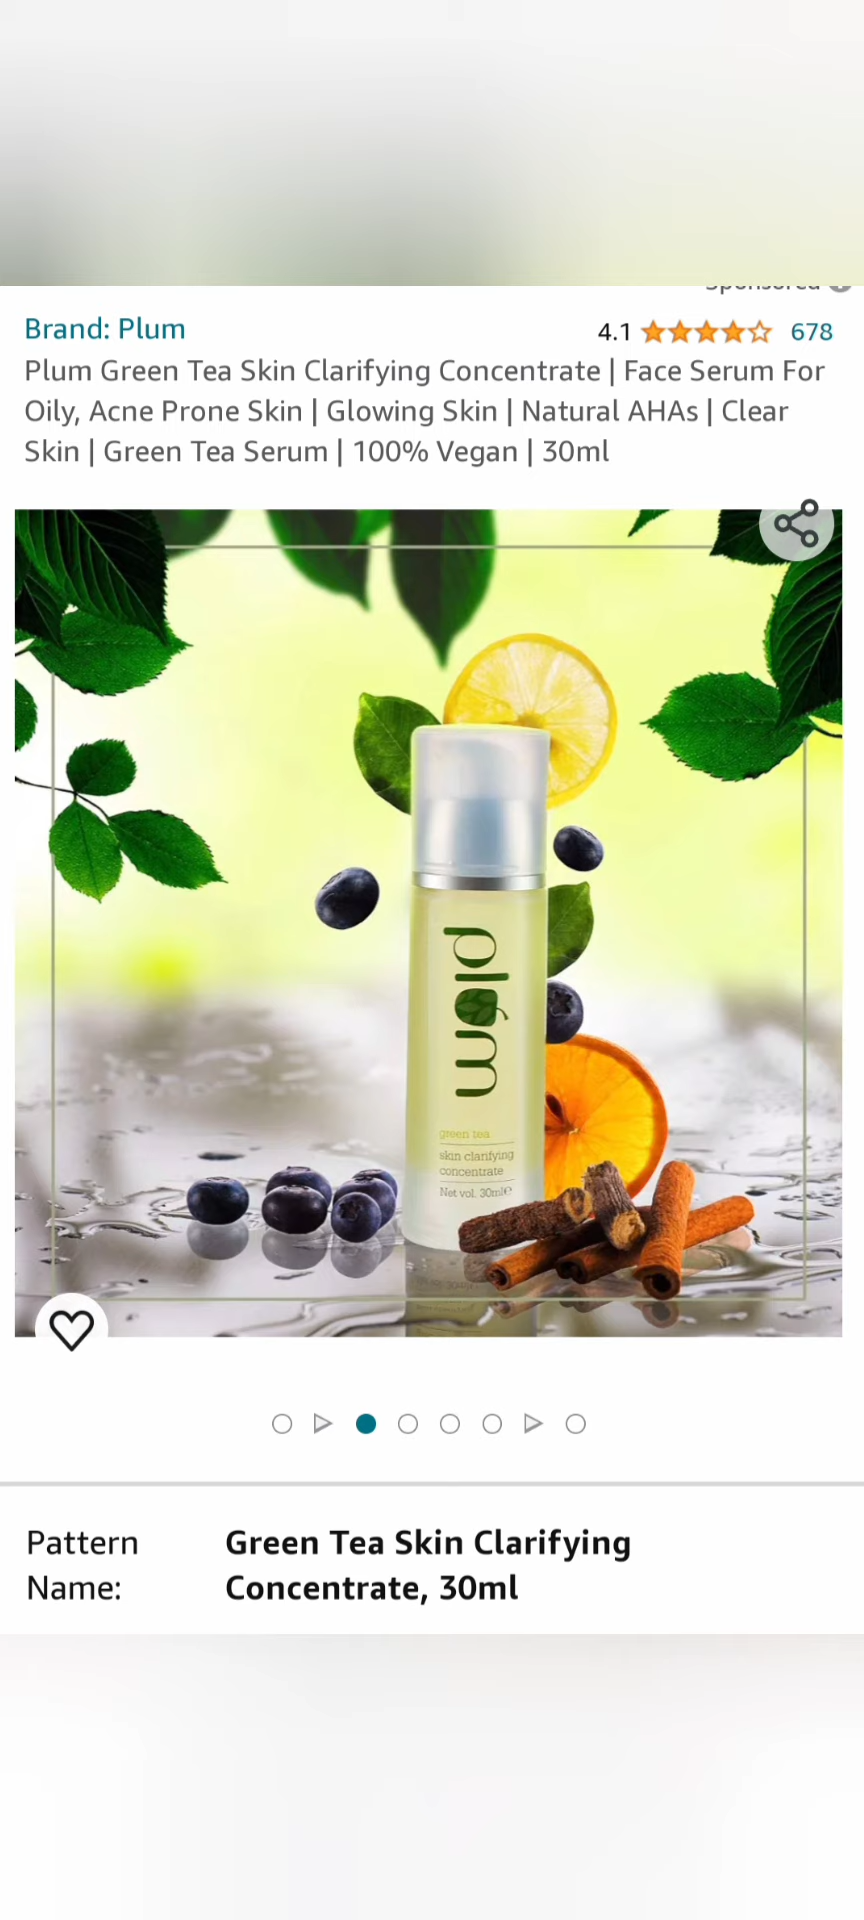 Brand: Plum
4.1
678
Plum Green Tea Skin Clarifying Concentrate | Face Serum For
Oily, Acne Prone Skin | Glowing Skin | Natural AHAs | Clear
Skin | Green Tea Serum | 100% Vegan | 30ml
plum
green tea
skin clarifying
concentrate
Net vol. 30ml℮
Pattern
Name:
Green Tea Skin Clarifying
Concentrate, 30ml